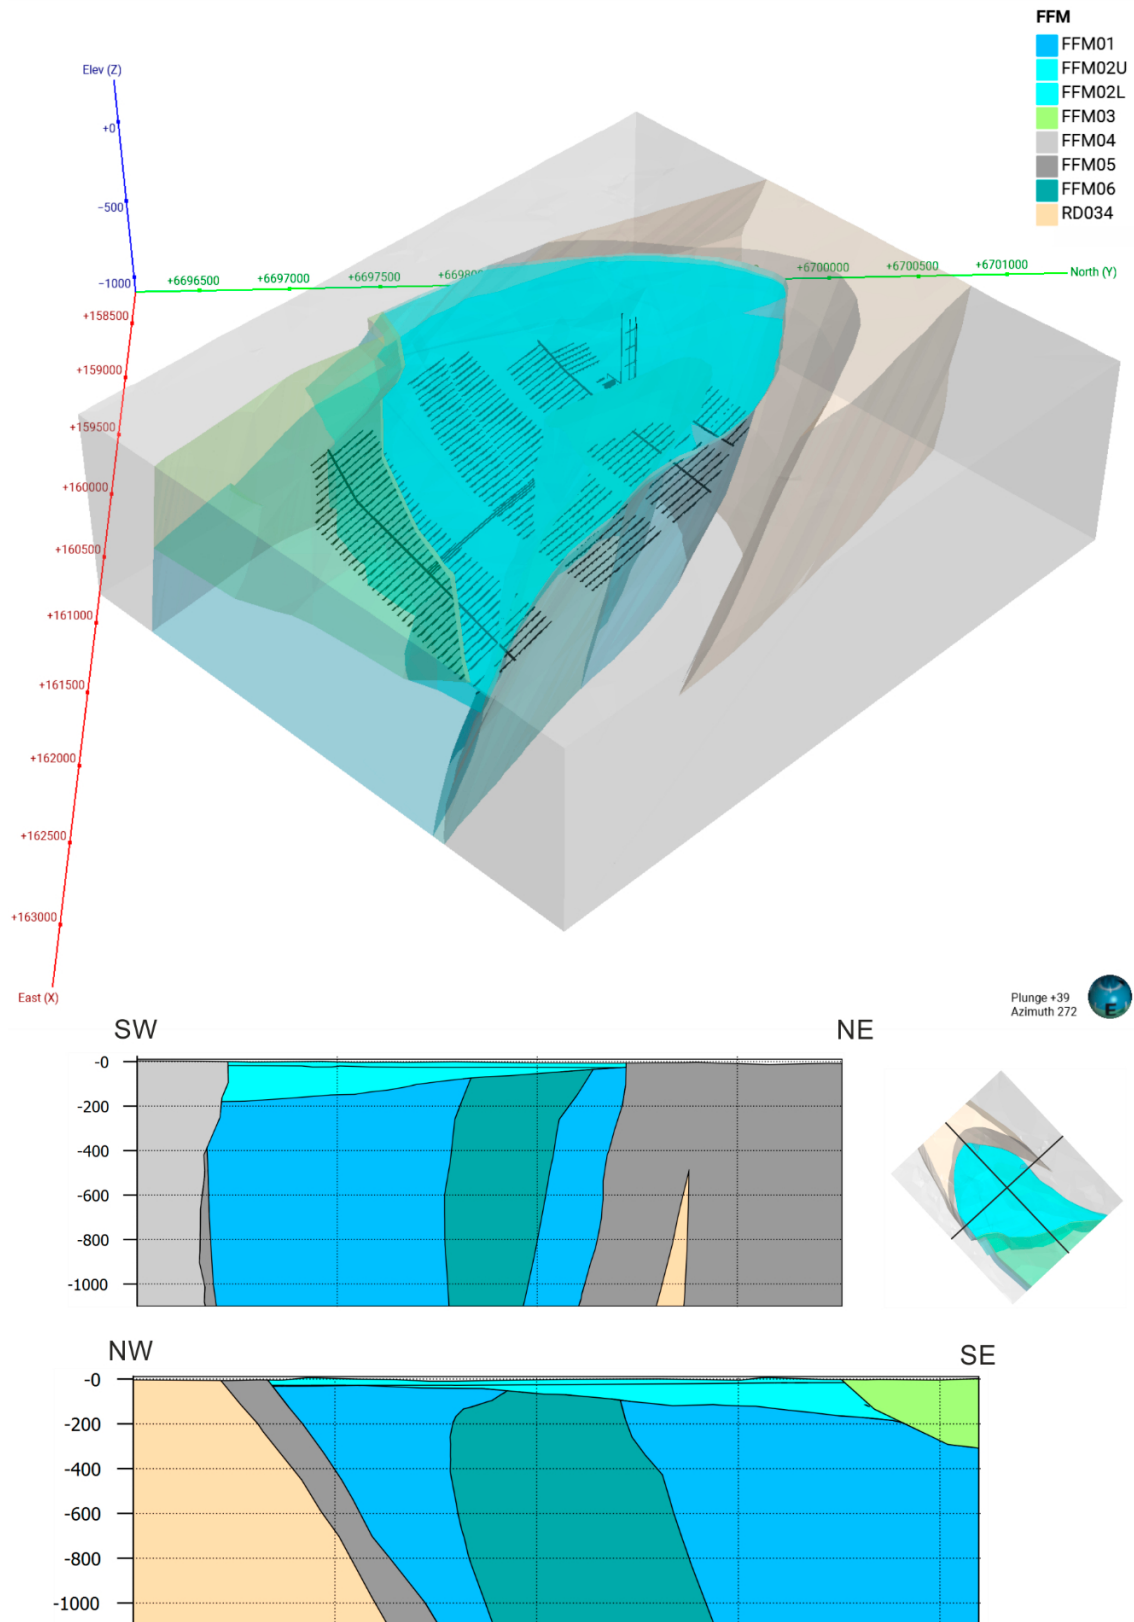 FFM
FFM01
FFM02U
FFM02L
FFM03
FFM04
FFM05
FFM06
RD034
Elev (Z)
+0
-500
-1000
+6696500
+6697000
+6697500
+6700000
+6700500
+6701000
North (Y)
+158500
+159000
+159500
+160000
+160500
+161000
+161500
+162000
+162500
+163000
East (X)
Plunge +39
Azimuth 272
E
SW
NE
-0
-200
-400
-600
-800
-1000
NW
SE
-0
-200
-400
-600
-800
-1000